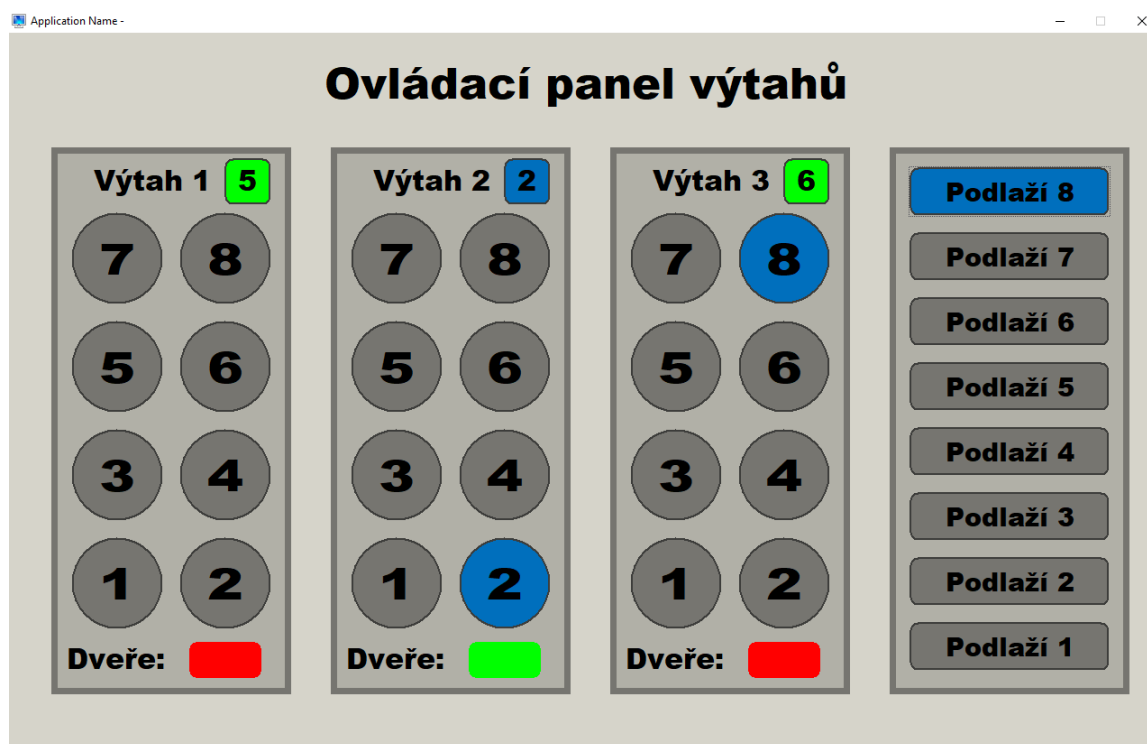 Application Name -
Ovládací panel výtahů
Výtah 1 5
7 8
5 6
3 4
1 2
Dveře:
Výtah 2 2
7 8
5 6
3 4
1 2
Dveře:
Výtah 3 6
7 8
5 6
3 4
1 2
Dveře:
Podlaží 8
Podlaží 7
Podlaží 6
Podlaží 5
Podlaží 4
Podlaží 3
Podlaží 2
Podlaží 1